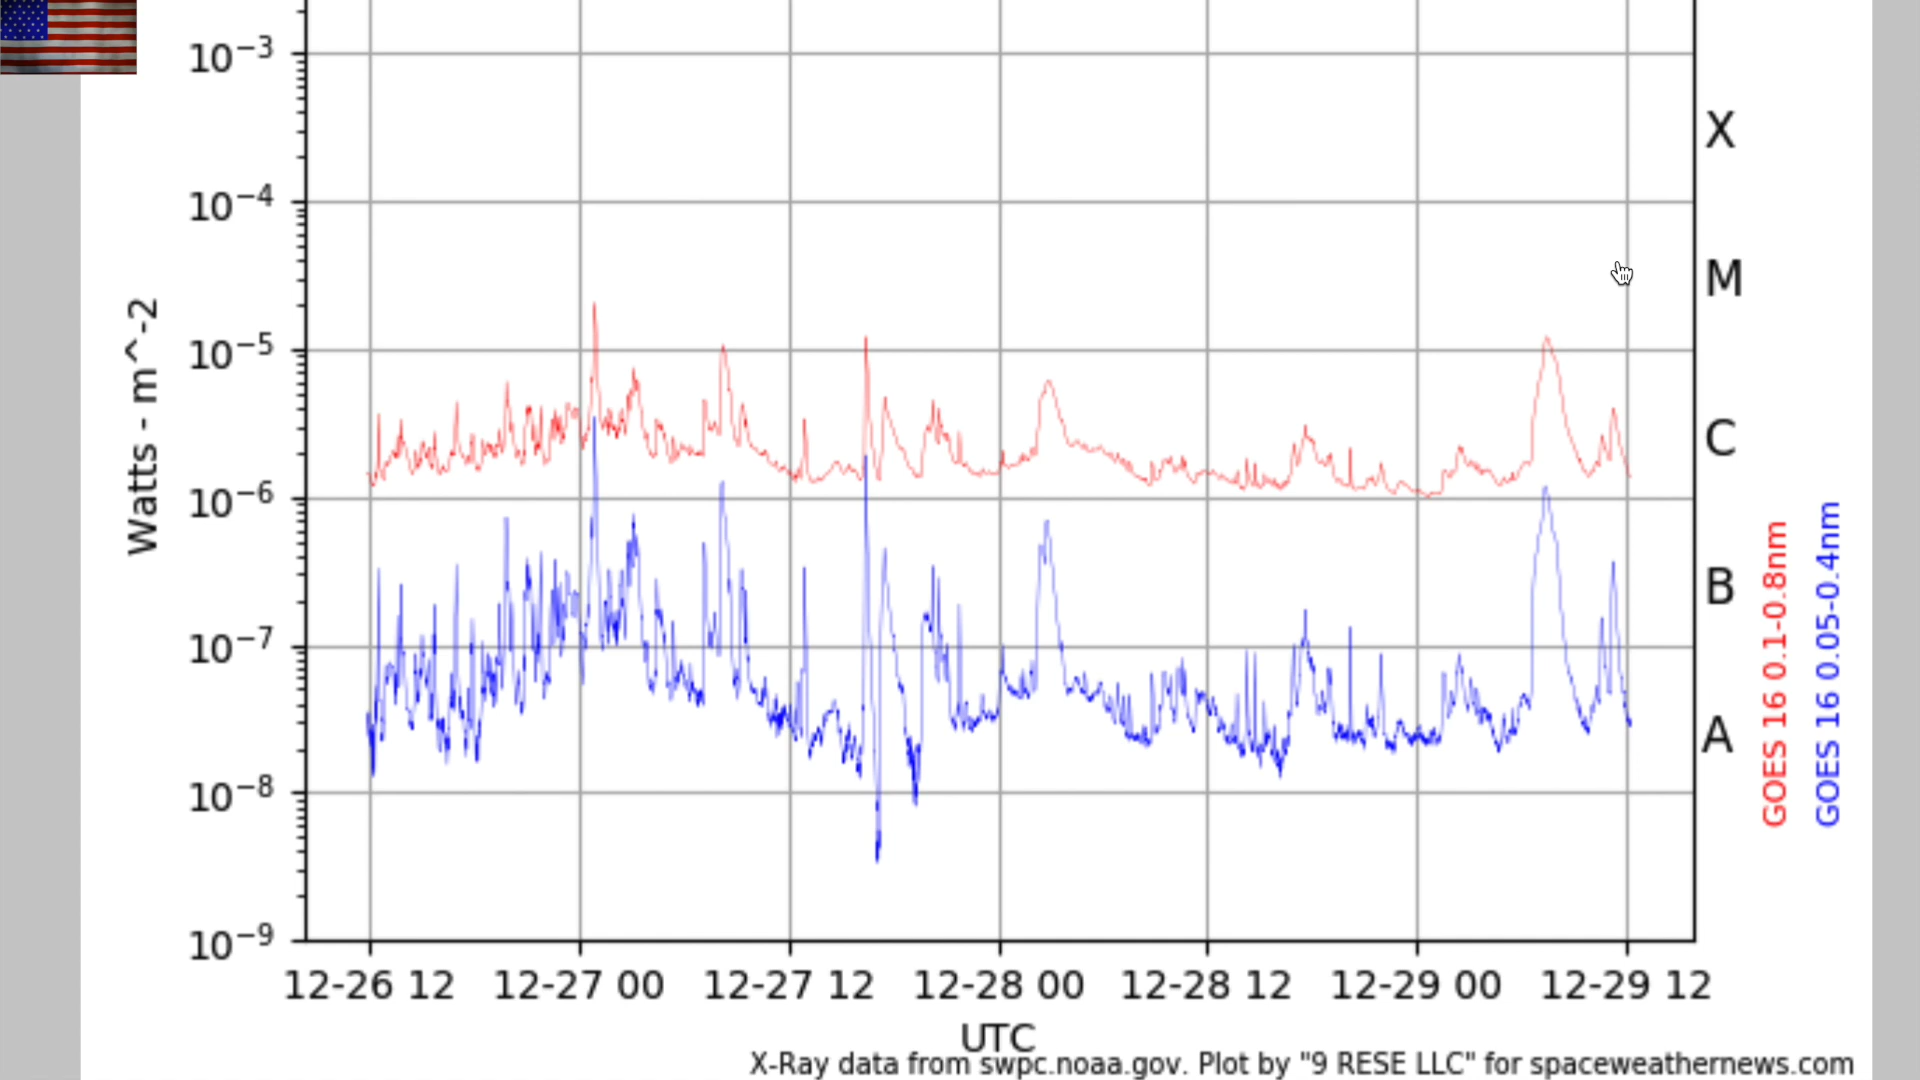 10−3
10−4
10−5
10−6
10−7
10−8
10−9
Watts - m^-2
X
M
C
B
A
GOES 16 0.1-0.8nm
GOES 16 0.05-0.4nm
12-26 12 12-27 00 12-27 12 12-28 00 12-28 12 12-29 00 12-29 12
UTC
X-Ray data from swpc.noaa.gov. Plot by "9 RESE LLC" for spaceweathernews.com